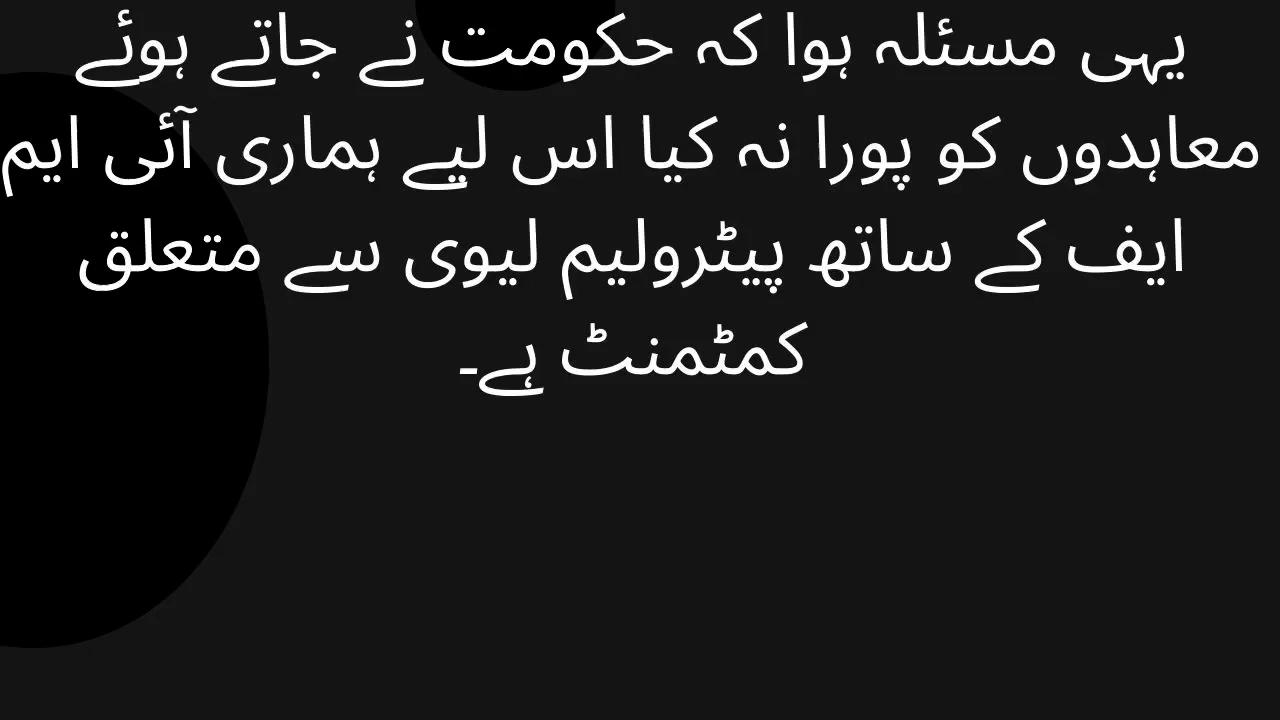 یہی مسئلہ ہوا کہ حکومت نے جاتے ہوئے
معاہدوں کو پورا نہ کیا اس لیے ہماری آئی ایم
ایف کے ساتھ پیٹرولیم لیوی سے متعلق
کمٹمنٹ ہے۔